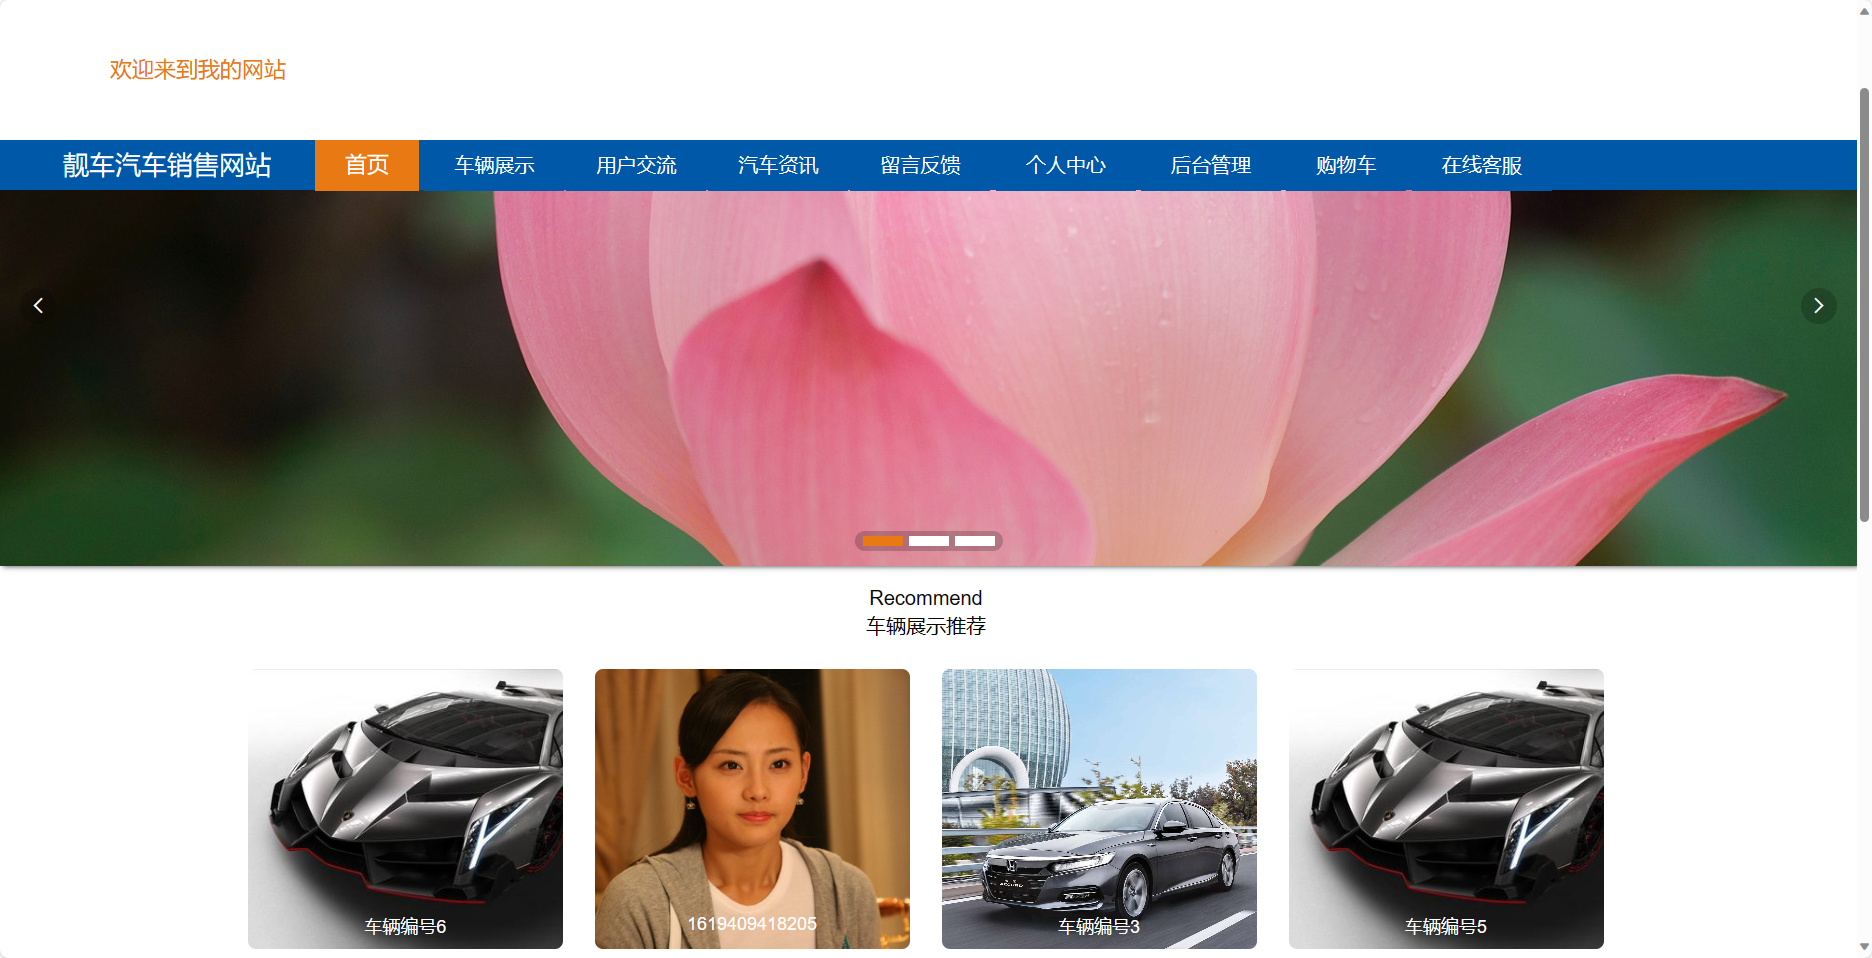 欢迎来到我的网站
靓车汽车销售网站 首页 车辆展示 用户交流 汽车资讯 留言反馈 个人中心 后台管理 购物车 在线客服
Recommend
车辆展示推荐
车辆编号6
1619409418205
车辆编号3
车辆编号5